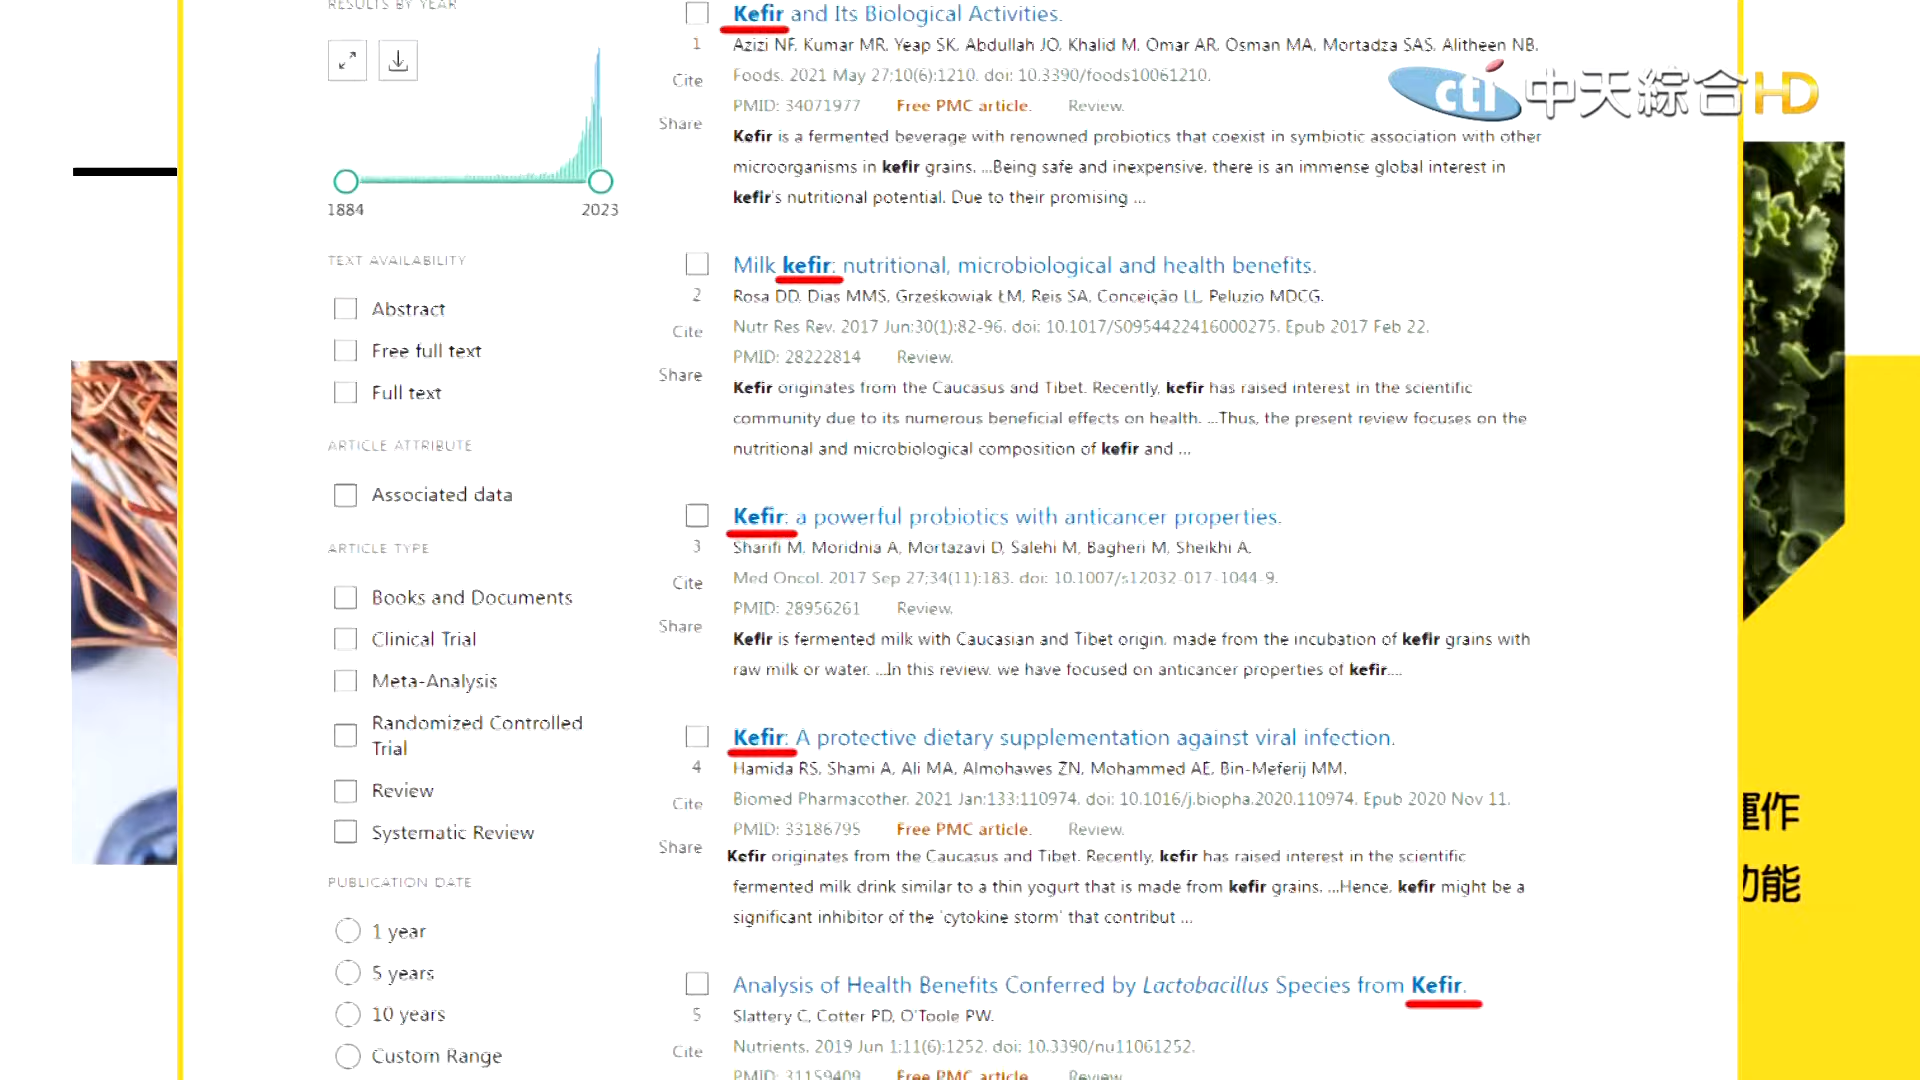 RESULTS BY YEAR
1884 2023
TEXT AVAILABILITY
Abstract
Free full text
Full text
ARTICLE ATTRIBUTE
Associated data
ARTICLE TYPE
Books and Documents
Clinical Trial
Meta-Analysis
Randomized Controlled
Trial
Review
Systematic Review
PUBLICATION DATE
1 year
5 years
10 years
Custom Range
Kefir and Its Biological Activities.
1
Cite
Share
Azizi NF, Kumar MR, Yeap SK, Abdullah JO, Khalid M, Omar AR, Osman MA, Mortadza SAS, Alitheen NB.
Foods. 2021 May 27;10(6):1210. doi: 10.3390/foods10061210.
PMID: 34071977 Free PMC article. Review.
Kefir is a fermented beverage with renowned probiotics that coexist in symbiotic association with other
microorganisms in kefir grains. ...Being safe and inexpensive, there is an immense global interest in
kefir's nutritional potential. Due to their promising ...
Milk kefir: nutritional, microbiological and health benefits.
2
Cite
Share
Rosa DD, Dias MMS, Grześkowiak ŁM, Reis SA, Conceição LL, Peluzio MDCG.
Nutr Res Rev. 2017 Jun;30(1):82-96. doi: 10.1017/S0954422416000275. Epub 2017 Feb 22.
PMID: 28222814 Review.
Kefir originates from the Caucasus and Tibet. Recently, kefir has raised interest in the scientific
community due to its numerous beneficial effects on health. ...Thus, the present review focuses on the
nutritional and microbiological composition of kefir and ...
Kefir: a powerful probiotics with anticancer properties.
3
Cite
Share
Sharifi M, Moridnia A, Mortazavi D, Salehi M, Bagheri M, Sheikhi A.
Med Oncol. 2017 Sep 27;34(11):183. doi: 10.1007/s12032-017-1044-9.
PMID: 28956261 Review.
Kefir is fermented milk with Caucasian and Tibet origin, made from the incubation of kefir grains with
raw milk or water. ...In this review, we have focused on anticancer properties of kefir....
Kefir: A protective dietary supplementation against viral infection.
4
Cite
Share
Hamida RS, Shami A, Ali MA, Almohawes ZN, Mohammed AE, Bin-Meferij MM.
Biomed Pharmacother. 2021 Jan;133:110974. doi: 10.1016/j.biopha.2020.110974. Epub 2020 Nov 11.
PMID: 33186795 Free PMC article. Review.
Kefir originates from the Caucasus and Tibet. Recently, kefir has raised interest in the scientific
fermented milk drink similar to a thin yogurt that is made from kefir grains. ...Hence, kefir might be a
significant inhibitor of the 'cytokine storm' that contribut ...
Analysis of Health Benefits Conferred by Lactobacillus Species from Kefir.
5
Cite
Slattery C, Cotter PD, O'Toole PW.
Nutrients. 2019 Jun 1;11(6):1252. doi: 10.3390/nu11061252.
PMID: 31159409 Free PMC article. Review.
cti 中天綜合HD
運作
功能